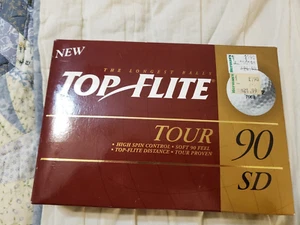 NEW
THE LONGEST BALLS
TOP-FLITE®
TOUR 90
• HIGH SPIN CONTROL • SOFT 90 FEEL
• TOP-FLITE DISTANCE • TOUR PROVEN
SD